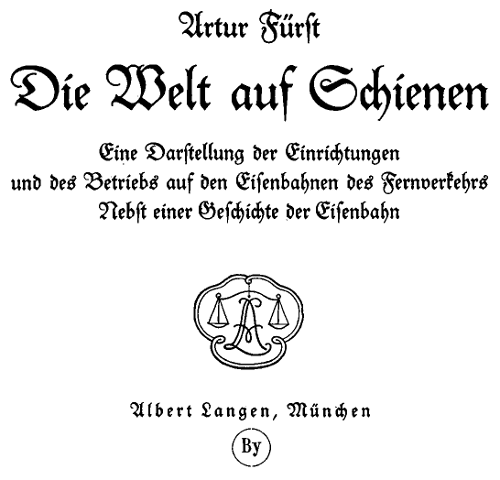 Artur Fürst
Die Welt auf Schienen
Eine Darstellung der Einrichtungen
und des Betriebs auf den Eisenbahnen des Fernverkehrs
Nebst einer Geschichte der Eisenbahn
AL
Albert Langen, München
By